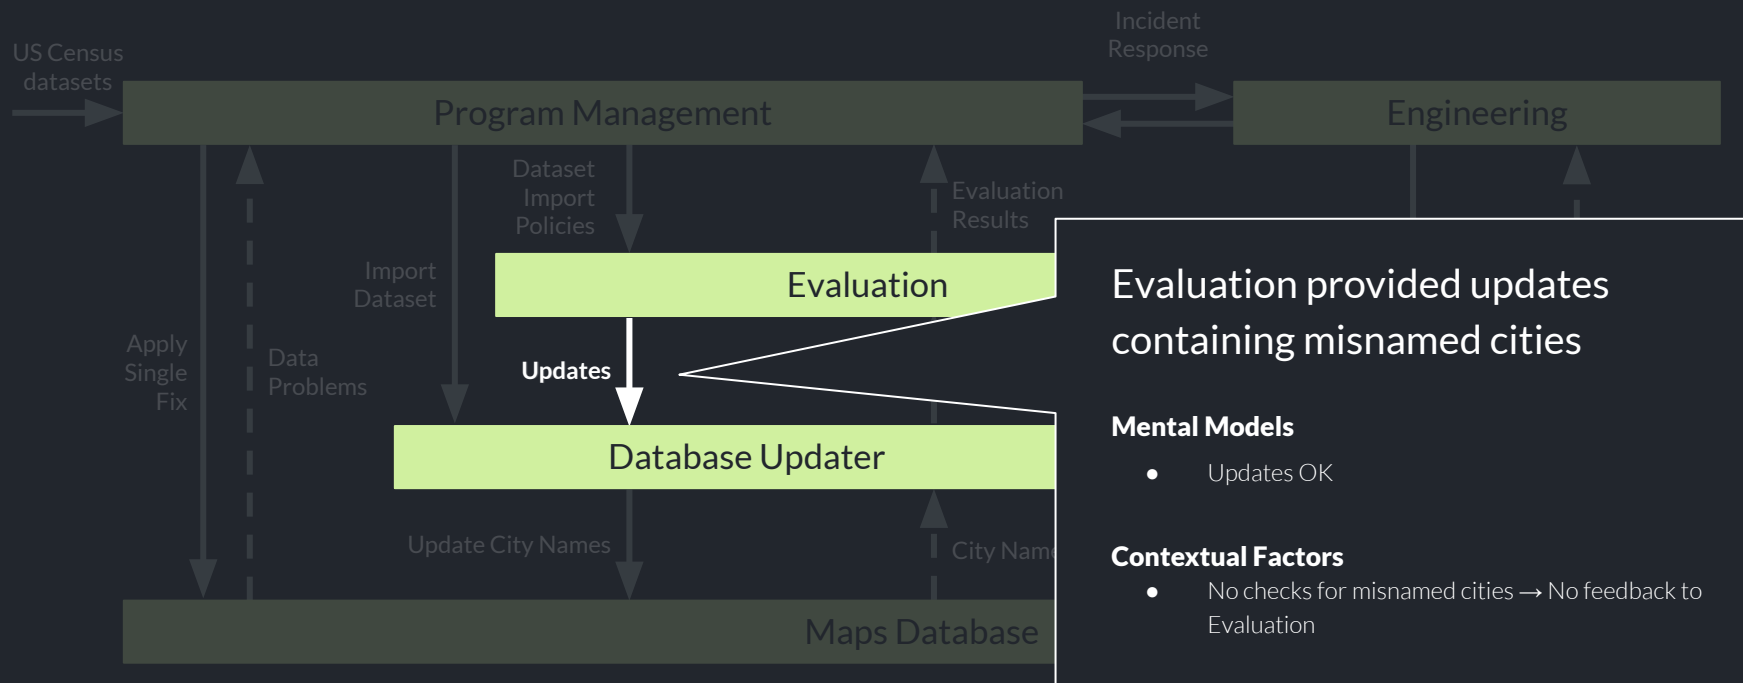 Incident
Response
US Census
datasets
Program Management
Engineering
Dataset
Import
Policies
Evaluation
Results
Import
Dataset
Evaluation
Evaluation provided updates
containing misnamed cities
Apply
Single
Fix
Data
Problems
Updates
Mental Models
● Updates OK
Database Updater
Update City Names
City Name
Contextual Factors
● No checks for misnamed cities → No feedback to
Evaluation
Maps Database